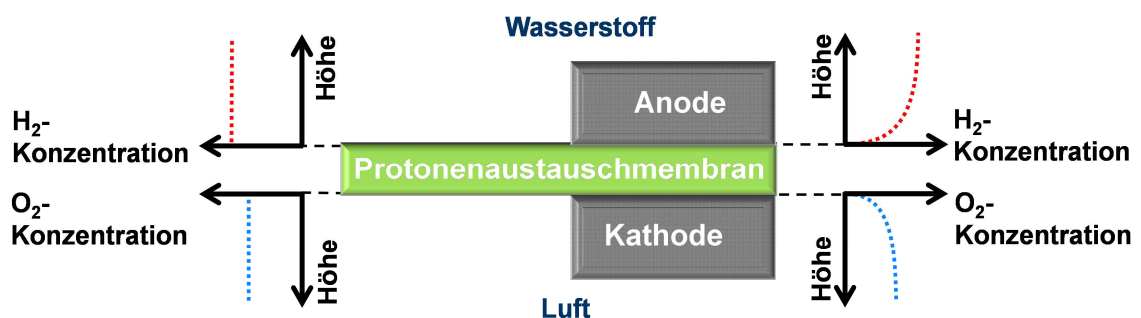 Wasserstoff
Höhe
Höhe
Anode
H₂-
Konzentration
H₂-
Konzentration
Protonenaustauschmembran
O₂-
Konzentration
O₂-
Konzentration
Kathode
Höhe
Höhe
Luft